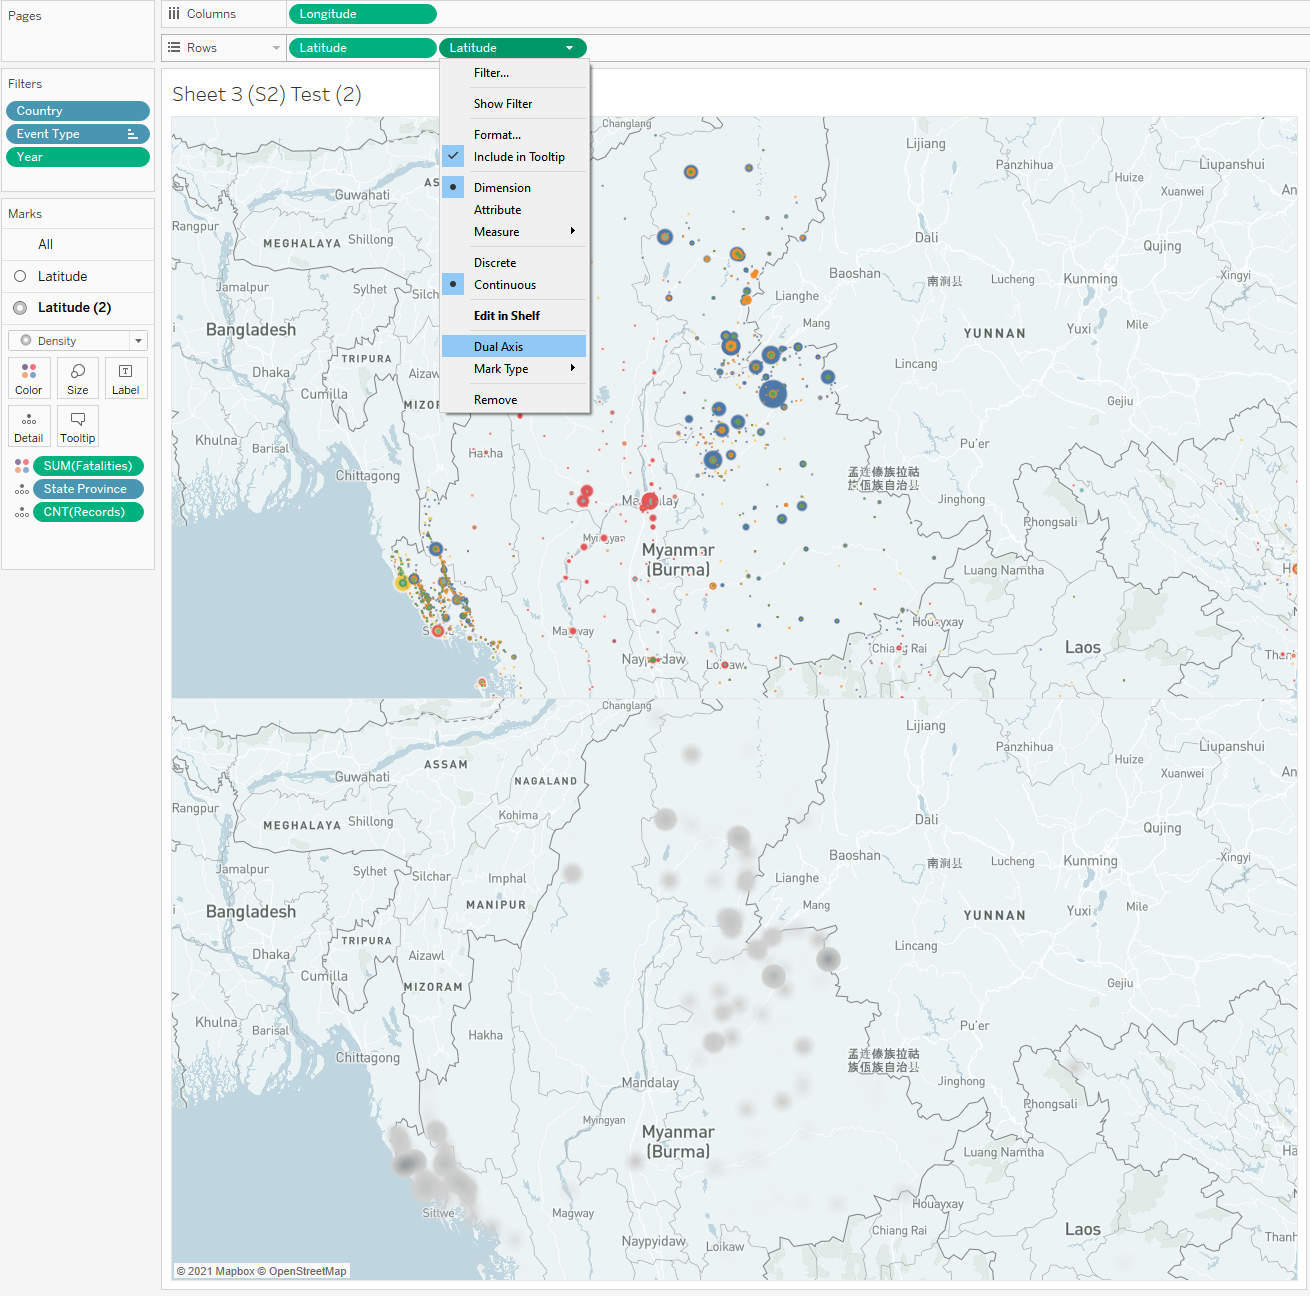 Pages
Columns
Longitude
Rows
Latitude
Latitude
Filters
Country
Event Type
Year
Marks
All
Latitude
Latitude (2)
Density
Color
Size
Label
Detail
Tooltip
SUM(Fatalities)
State Province
CNT(Records)
Sheet 3 (S2) Test (2)
Filter...
Show Filter
Format...
Include in Tooltip
Dimension
Attribute
Measure
Discrete
Continuous
Edit in Shelf
Dual Axis
Mark Type
Remove
Changlang
Lijiang
Panzhihua
Liupanshui
Huize
Xuanwei
An
AS
Guwahati
Rangpur
MEGHALAYA
Shillong
Dali
Qujing
Baoshan
南涧县
Lucheng
Kunming
Xingyi
Jamalpur
Sylhet
Silch
Lianghe
Bangladesh
Mang
YUNNAN
Yuxi
Mile
TRIPURA
Lincang
Dhaka
Aizaw
Cumilla
MIZOR
Gejiu
Khulna
Barisal
Hakha
Pu'er
Chittagong
孟连傣族拉祜
族佤族自治县
Jinghong
Phongsali
Myingyan
Myanmar
(Burma)
Luang Namtha
Houayxay
Magway
Chiang Rai
Laos
Naypyidaw
Loikaw
Changlang
Lijiang
Panzhihua
Liupanshui
ASSAM
Huize
Xuanwei
An
Guwahati
NAGALAND
Rangpur
Kohima
MEGHALAYA
Shillong
Dali
Qujing
Baoshan
南涧县
Lucheng
Kunming
Xingyi
Jamalpur
Sylhet
Silchar
Imphal
Lianghe
Bangladesh
MANIPUR
Mang
YUNNAN
Yuxi
Mile
TRIPURA
Lincang
Dhaka
Aizawl
Cumilla
MIZORAM
Gejiu
Khulna
Barisal
Hakha
Pu'er
Chittagong
孟连傣族拉祜
族佤族自治县
Mandalay
Jinghong
Phongsali
Myingyan
Myanmar
(Burma)
Luang Namtha
Ha
Sittwe
Magway
Houayxay
Chiang Rai
Laos
Naypyidaw
Loikaw
Thanh
© 2021 Mapbox © OpenStreetMap